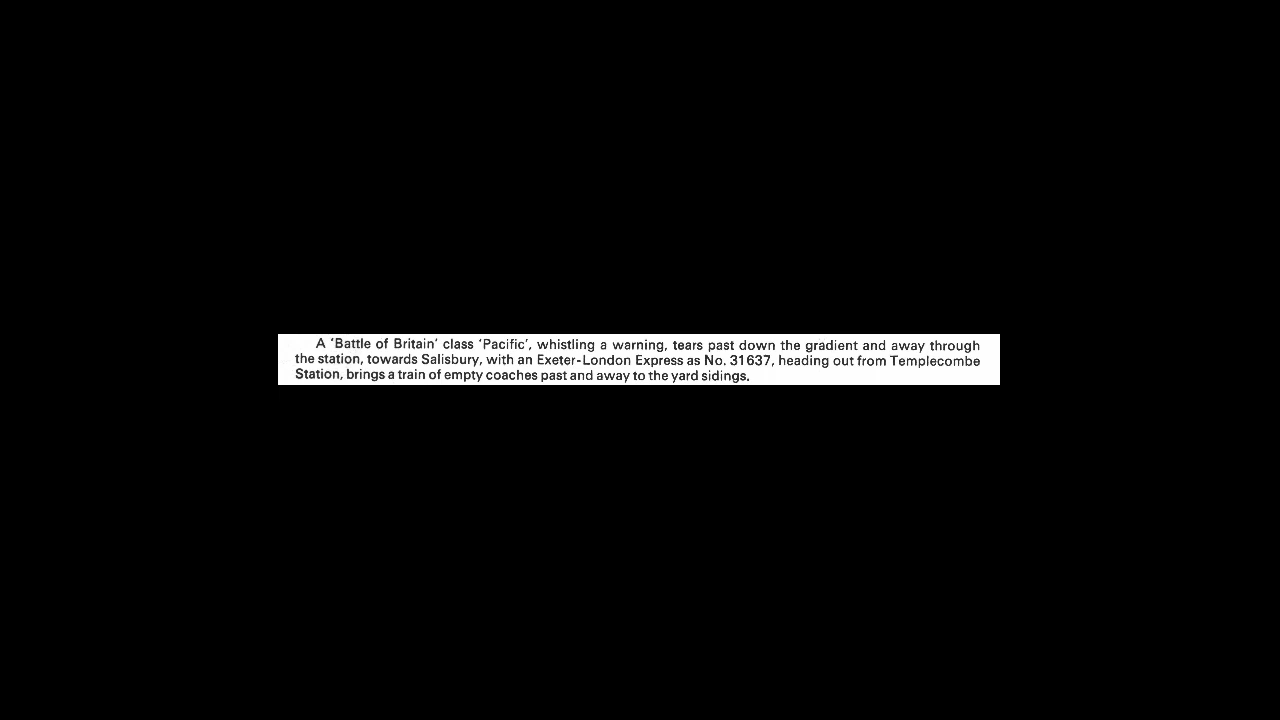 A ‘Battle of Britain’ class ‘Pacific’, whistling a warning, tears past down the gradient and away through
the station, towards Salisbury, with an Exeter-London Express as No. 31637, heading out from Templecombe
Station, brings a train of empty coaches past and away to the yard sidings.